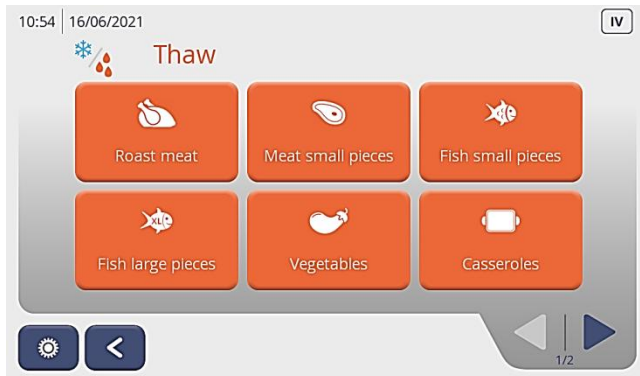 10:54 16/06/2021 IV
Thaw
Roast meat Meat small pieces Fish small pieces
XL
Fish large pieces Vegetables Casseroles
1/2